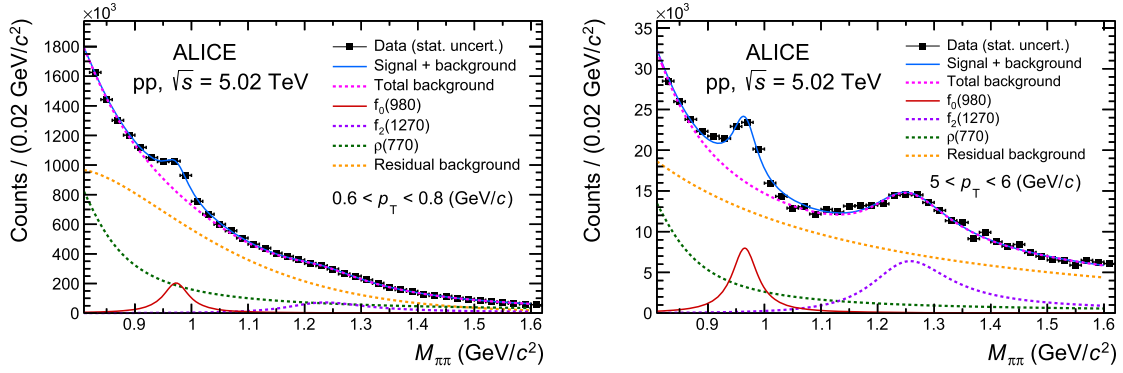 ×10³
Counts / (0.02 GeV/c²)
1800
1600
1400
1200
1000
800
600
400
200
0
ALICE
pp, √s = 5.02 TeV
Data (stat. uncert.)
Signal + background
Total background
f₀(980)
f₂(1270)
ρ(770)
Residual background
0.6 < p_T < 0.8 (GeV/c)
0.9 1 1.1 1.2 1.3 1.4 1.5 1.6
M_ππ (GeV/c²)
×10³
Counts / (0.02 GeV/c²)
35
30
25
20
15
10
5
0
ALICE
pp, √s = 5.02 TeV
Data (stat. uncert.)
Signal + background
Total background
f₀(980)
f₂(1270)
ρ(770)
Residual background
5 < p_T < 6 (GeV/c)
0.9 1 1.1 1.2 1.3 1.4 1.5 1.6
M_ππ (GeV/c²)